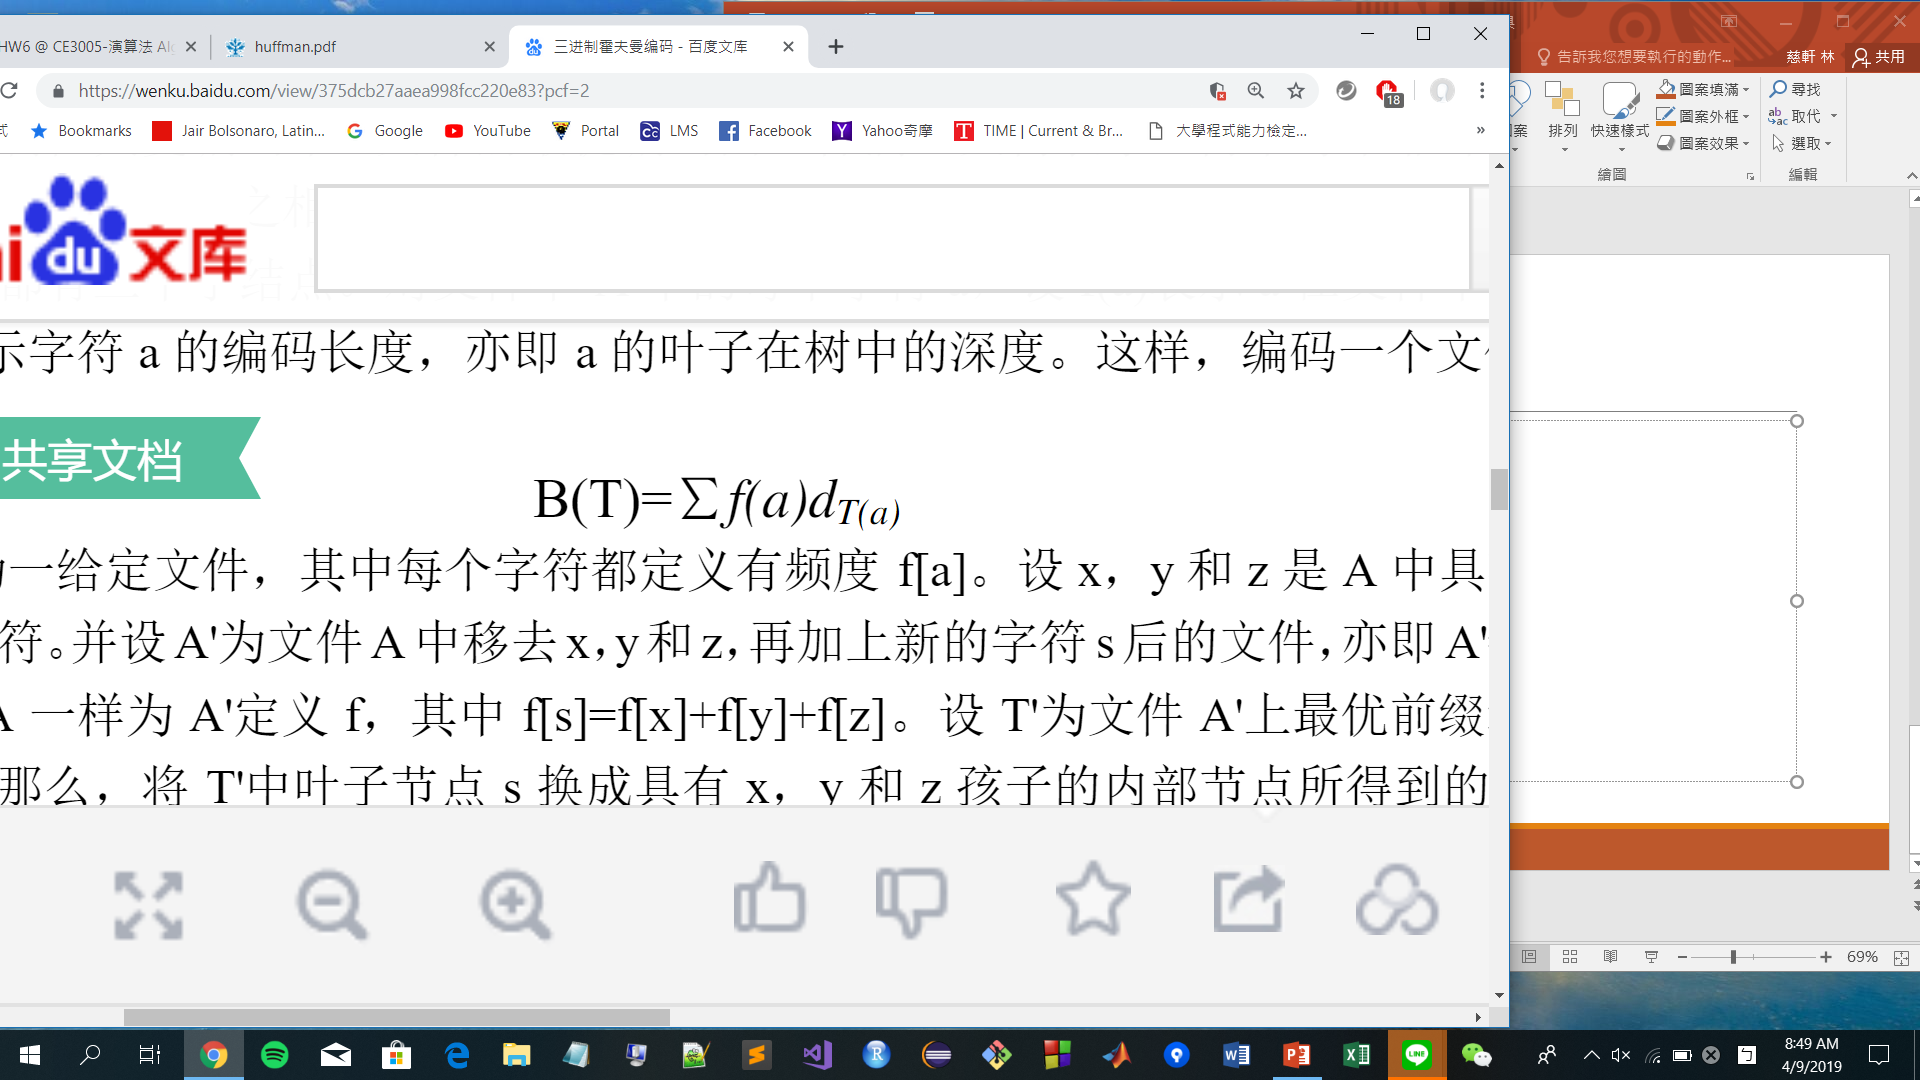 HW6 @ CE3005-演算法 Al
huffman.pdf
三进制霍夫曼编码 - 百度文库
https://wenku.baidu.com/view/375dcb27aaea998fcc220e83?pcf=2
18
Bookmarks
Jair Bolsonaro, Latin...
Google
YouTube
Portal
LMS
Facebook
Yahoo奇摩
TIME | Current & Br...
大學程式能力檢定...
»
告訴我您想要執行的動作...
慈軒 林
共用
排列
快速樣式
圖案填滿
圖案外框
圖案效果
繪圖
尋找
取代
選取
編輯
du 文库
示字符 a 的编码长度，亦即 a 的叶子在树中的深度。这样，编码一个文
共享文档
B(T)=∑f(a)dT(a)
一给定文件，其中每个字符都定义有频度 f[a]。设 x，y 和 z 是 A 中具
符。并设 A'为文件 A 中移去 x，y 和 z，再加上新的字符 s 后的文件，亦即 A'
A 一样为 A'定义 f，其中 f[s]=f[x]+f[y]+f[z]。设 T'为文件 A'上最优前缀
那么，将 T'中叶子节点 s 换成具有 x，y 和 z 孩子的内部节点所得到的
69%
8:49 AM
4/9/2019